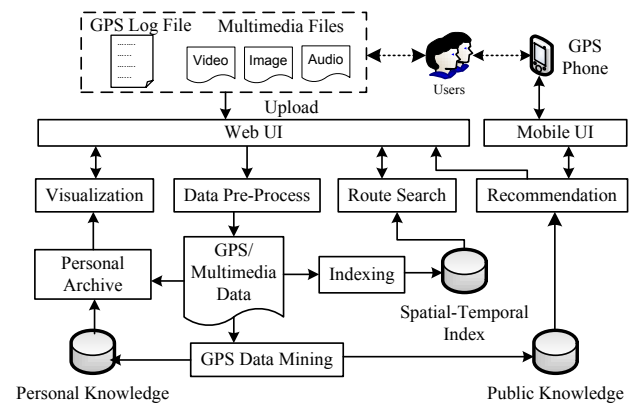 GPS Log File
Multimedia Files
Video
Image
Audio
Users
GPS
Phone
Upload
Web UI
Mobile UI
Visualization
Data Pre-Process
Route Search
Recommendation
Personal
Archive
GPS/
Multimedia
Data
Indexing
Spatial-Temporal
Index
GPS Data Mining
Personal Knowledge
Public Knowledge